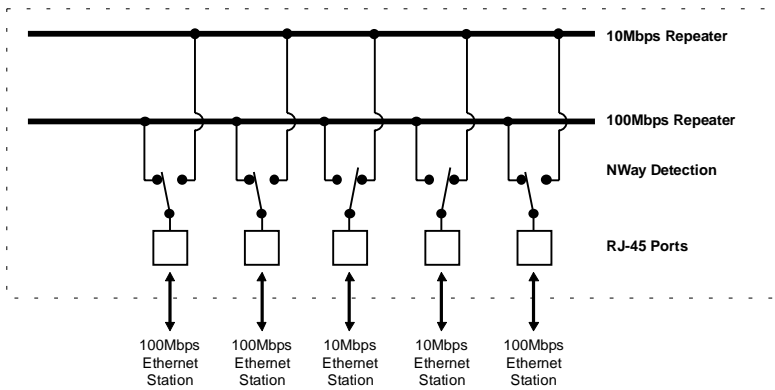 10Mbps Repeater
100Mbps Repeater
NWay Detection
RJ-45 Ports
100Mbps
Ethernet
Station
100Mbps
Ethernet
Station
10Mbps
Ethernet
Station
10Mbps
Ethernet
Station
100Mbps
Ethernet
Station